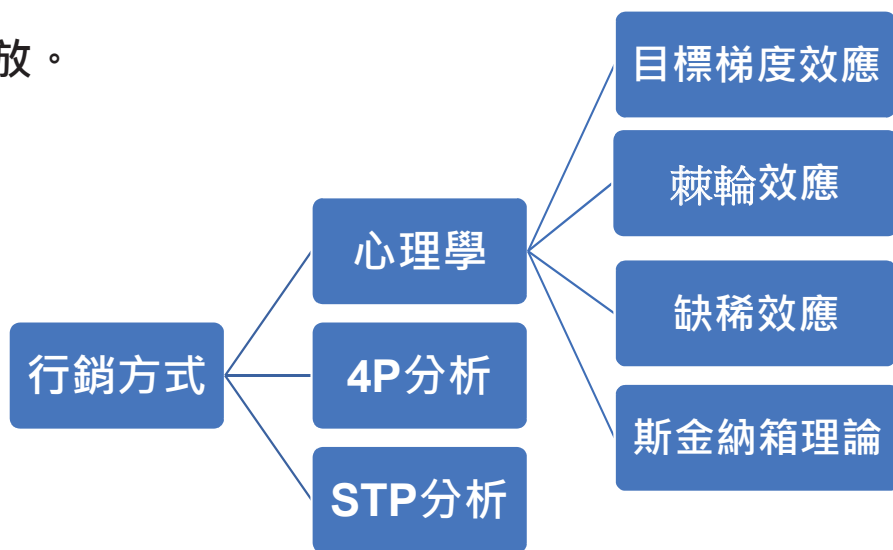 放。
目標梯度效應
棘輪效應
心理學
缺稀效應
行銷方式
4P分析
斯金納箱理論
STP分析